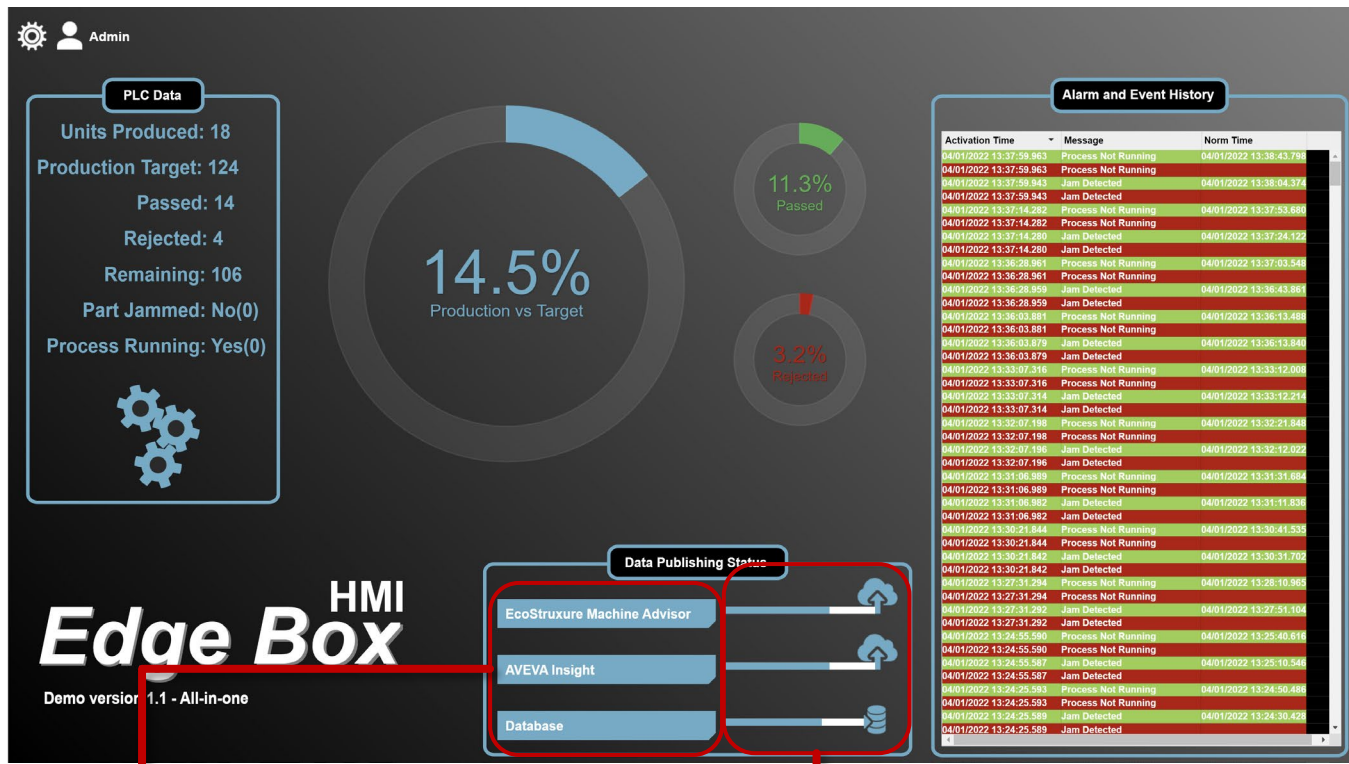 Admin
PLC Data
Units Produced: 18
Production Target: 124
Passed: 14
Rejected: 4
Remaining: 106
Part Jammed: No(0)
Process Running: Yes(0)
14.5%
Production vs Target
11.3%
Passed
3.2%
Rejected
Alarm and Event History
Activation Time Message Norm Time
04/01/2022 13:37:59.963 Process Not Running 04/01/2022 13:38:43.798
04/01/2022 13:37:59.963 Process Not Running
04/01/2022 13:37:59.943 Jam Detected 04/01/2022 13:38:04.374
04/01/2022 13:37:59.943 Jam Detected
04/01/2022 13:37:14.282 Process Not Running 04/01/2022 13:37:53.680
04/01/2022 13:37:14.282 Process Not Running
04/01/2022 13:37:14.280 Jam Detected 04/01/2022 13:37:24.122
04/01/2022 13:37:14.280 Jam Detected
04/01/2022 13:36:28.961 Process Not Running 04/01/2022 13:37:03.548
04/01/2022 13:36:28.961 Process Not Running
04/01/2022 13:36:28.959 Jam Detected 04/01/2022 13:36:43.861
04/01/2022 13:36:28.959 Jam Detected
04/01/2022 13:36:03.881 Process Not Running 04/01/2022 13:36:13.488
04/01/2022 13:36:03.881 Process Not Running
04/01/2022 13:36:03.879 Jam Detected 04/01/2022 13:36:13.840
04/01/2022 13:36:03.879 Jam Detected
04/01/2022 13:33:07.316 Process Not Running 04/01/2022 13:33:12.008
04/01/2022 13:33:07.316 Process Not Running
04/01/2022 13:33:07.314 Jam Detected 04/01/2022 13:33:12.214
04/01/2022 13:33:07.314 Jam Detected
04/01/2022 13:32:07.198 Process Not Running 04/01/2022 13:32:21.848
04/01/2022 13:32:07.198 Process Not Running
04/01/2022 13:32:07.196 Jam Detected 04/01/2022 13:32:12.022
04/01/2022 13:32:07.196 Jam Detected
04/01/2022 13:31:06.989 Process Not Running 04/01/2022 13:31:31.684
04/01/2022 13:31:06.989 Process Not Running
04/01/2022 13:31:06.982 Jam Detected 04/01/2022 13:31:11.836
04/01/2022 13:31:06.982 Jam Detected
04/01/2022 13:30:21.844 Process Not Running 04/01/2022 13:30:41.535
04/01/2022 13:30:21.844 Process Not Running
04/01/2022 13:30:21.842 Jam Detected 04/01/2022 13:30:31.702
04/01/2022 13:30:21.842 Jam Detected
04/01/2022 13:27:31.294 Process Not Running 04/01/2022 13:28:10.965
04/01/2022 13:27:31.294 Process Not Running
04/01/2022 13:27:31.292 Jam Detected 04/01/2022 13:27:51.104
04/01/2022 13:27:31.292 Jam Detected
04/01/2022 13:24:55.590 Process Not Running 04/01/2022 13:25:40.616
04/01/2022 13:24:55.590 Process Not Running
04/01/2022 13:24:55.587 Jam Detected 04/01/2022 13:25:10.546
04/01/2022 13:24:55.587 Jam Detected
04/01/2022 13:24:25.593 Process Not Running 04/01/2022 13:24:50.486
04/01/2022 13:24:25.593 Process Not Running
04/01/2022 13:24:25.589 Jam Detected 04/01/2022 13:24:30.428
04/01/2022 13:24:25.589 Jam Detected
Data Publishing Status
EcoStruxure Machine Advisor
AVEVA Insight
Database
HMI
Edge Box
Demo version 1.1 - All-in-one